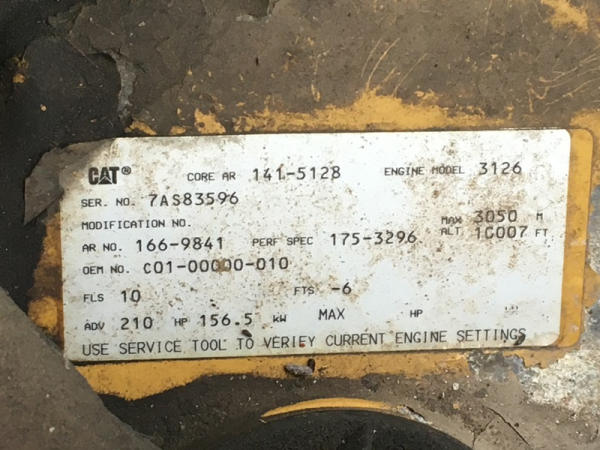 CAT® CORE AR 141-5128 ENGINE MODEL 3126
SER. NO. 7AS83596
MODIFICATION NO. MAX 3050 M
AR NO. 166-9841 PERF SPEC 175-3296 ALT 10007 FT
OEM NO. C01-00000-010
FLS 10 FTS -6
ADV 210 HP 156.5 kW MAX HP
USE SERVICE TOOL TO VERIFY CURRENT ENGINE SETTINGS